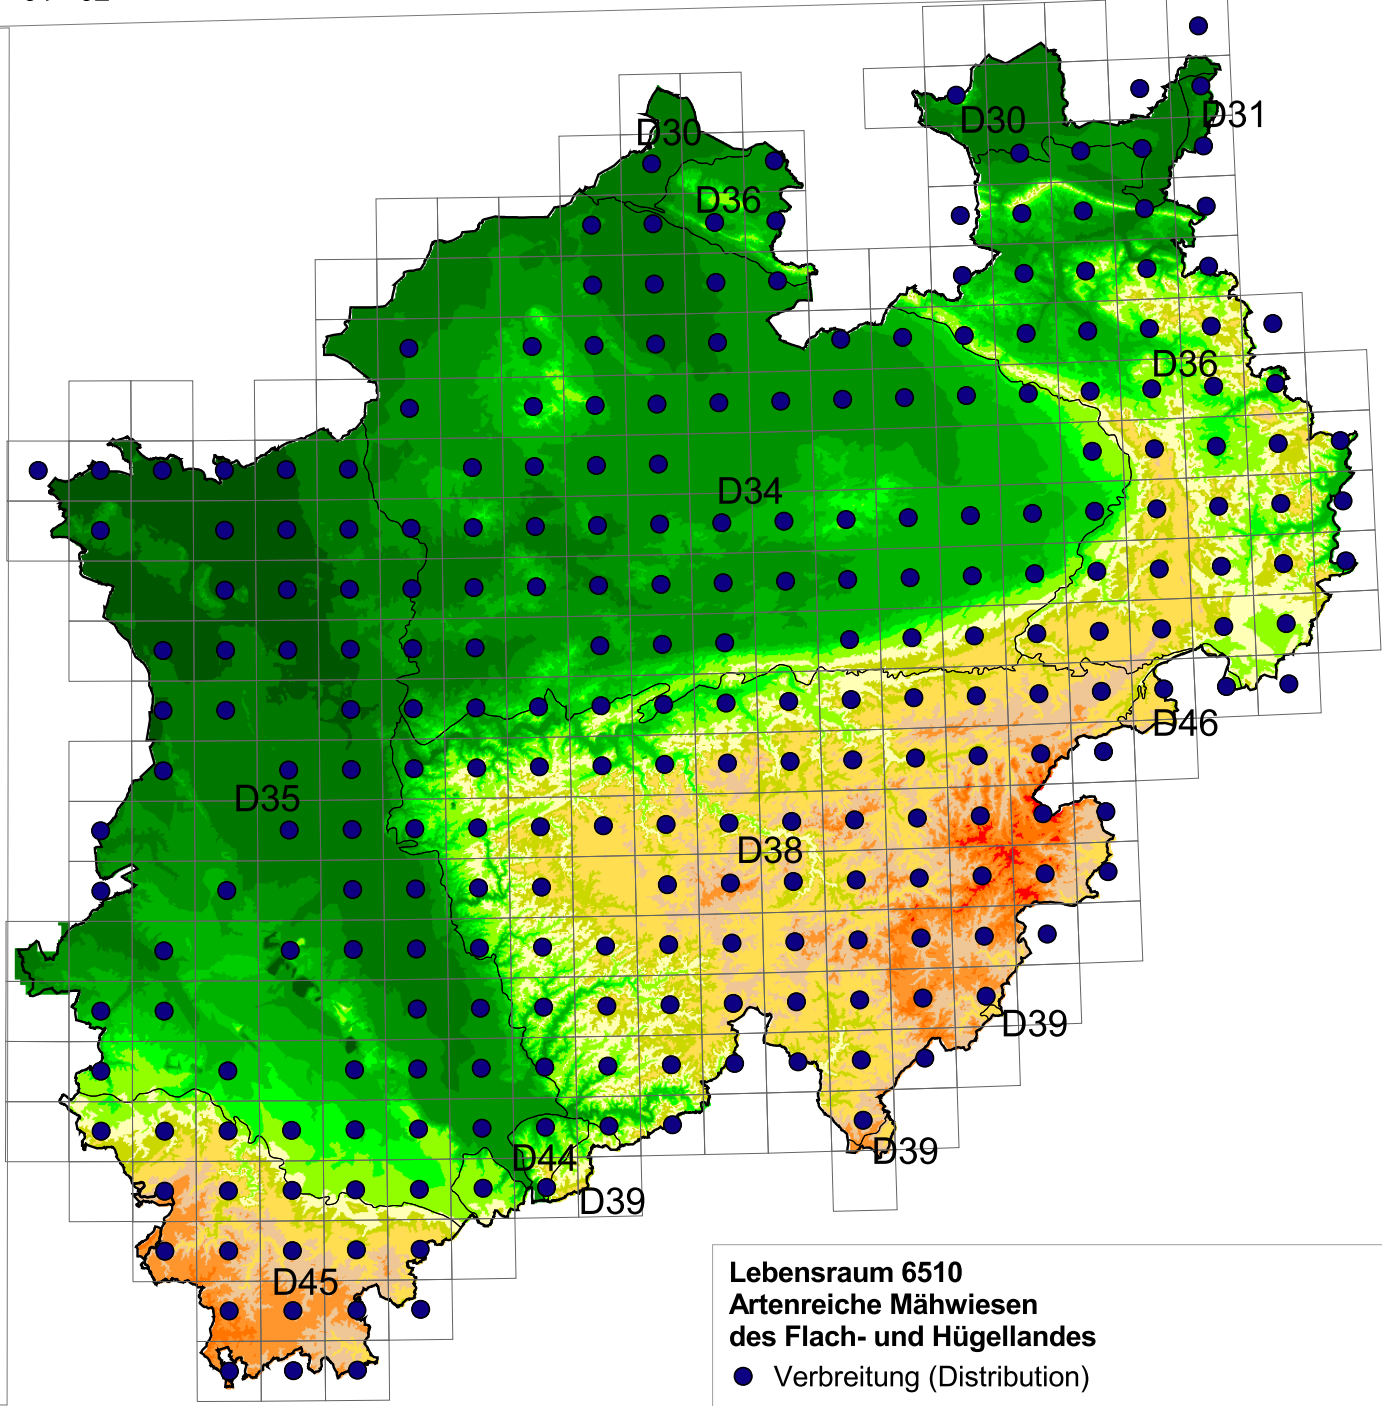 D30
D31
D30
D36
D36
D34
D46
D35
D38
D39
D39
D44
D39
D45
Lebensraum 6510
Artenreiche Mähwiesen
des Flach- und Hügellandes
Verbreitung (Distribution)